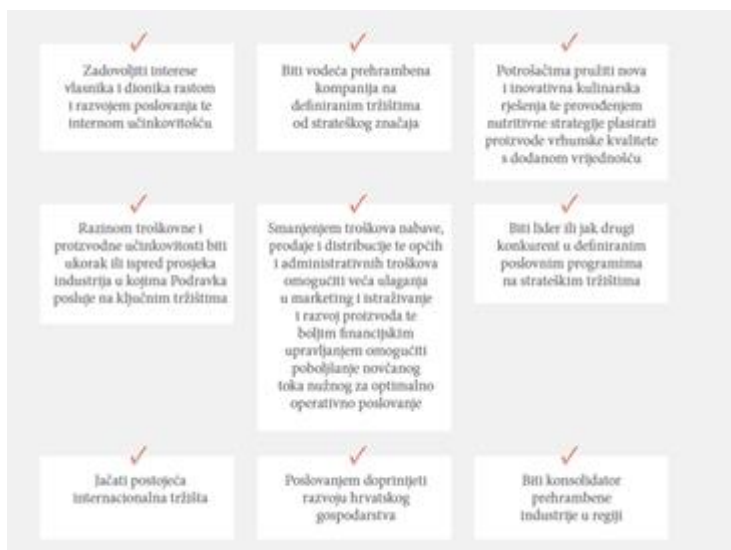 Zadovoljiti interese
vlasnika i dionika rastom
i razvojem poslovanja te
internom učinkovitošću
Biti vodeća prehrambena
kompanija na
definiranim tržištima
od strateškog značaja
Potrošačima pružiti nova
i inovativna kulinarska
rješenja te provođenjem
nutritivne strategije plasirati
proizvode vrhunske kvalitete
s dodanom vrijednošću
Razinom troškovne i
proizvodne učinkovitosti biti
ukorak ili ispred prosjeka
industrija u kojima Podravka
posluje na ključnim tržištima
Smanjenjem troškova nabave,
prodaje i distribucije te općih
i administrativnih troškova
omogućiti veća ulaganja
u marketing i istraživanje
i razvoj proizvoda te
boljim financijskim
upravljanjem omogućiti
poboljšanje novčanog
toka nužnog za optimalno
operativno poslovanje
Biti lider ili jak drugi
konkurent u definiranim
poslovnim programima
na strateškim tržištima
Jačati postojeća
internacionalna tržišta
Poslovanjem doprinijeti
razvoju hrvatskog
gospodarstva
Biti konsolidator
prehrambene
industrije u regiji